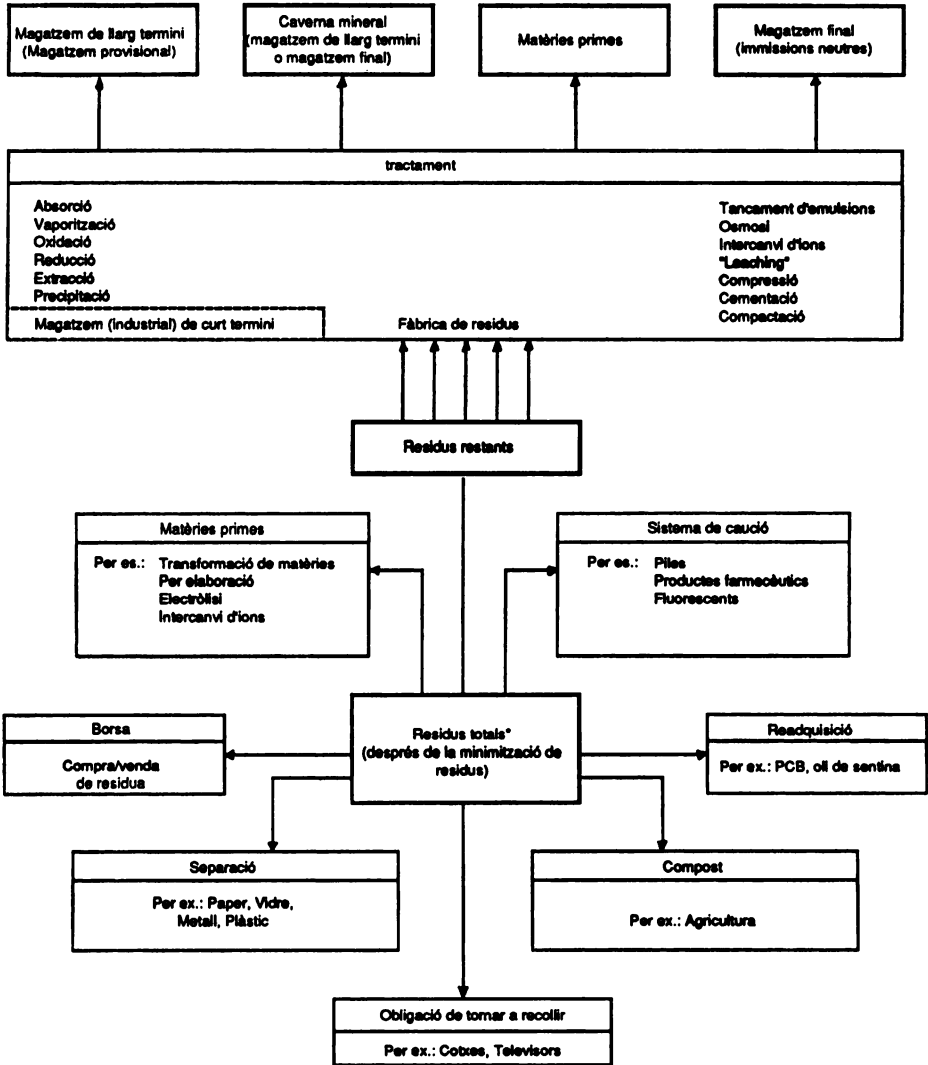 Magatzem de llarg termini
(Magatzem provisional)
Caverna mineral
(magatzem de llarg termini
o magatzem final)
Matèries primes
Magatzem final
(immissions neutres)
tractament
Absorció
Vaporització
Oxidació
Reducció
Extracció
Precipitació
Magatzem (industrial) de curt termini
Fàbrica de residus
Tancament d'emulsions
Osmosi
Intercanvi d'ions
"Leaching"
Compressió
Cementació
Compactació
Residus restants
Matèries primes
Per es.: Transformació de matèries
Per elaboració
Electròlisi
Intercanvi d'ions
Sistema de caució
Per es.: Piles
Productes farmecèutics
Fluorescents
Residus totals*
(després de la minimització de
residus)
Borsa
Compra/venda
de residua
Readquisició
Per ex.: PCB, oli de sentina
Separació
Per ex.: Paper, Vidre,
Metall, Plàstic
Compost
Per ex.: Agricultura
Obligació de tornar a recollir
Per ex.: Cotxes, Televisors